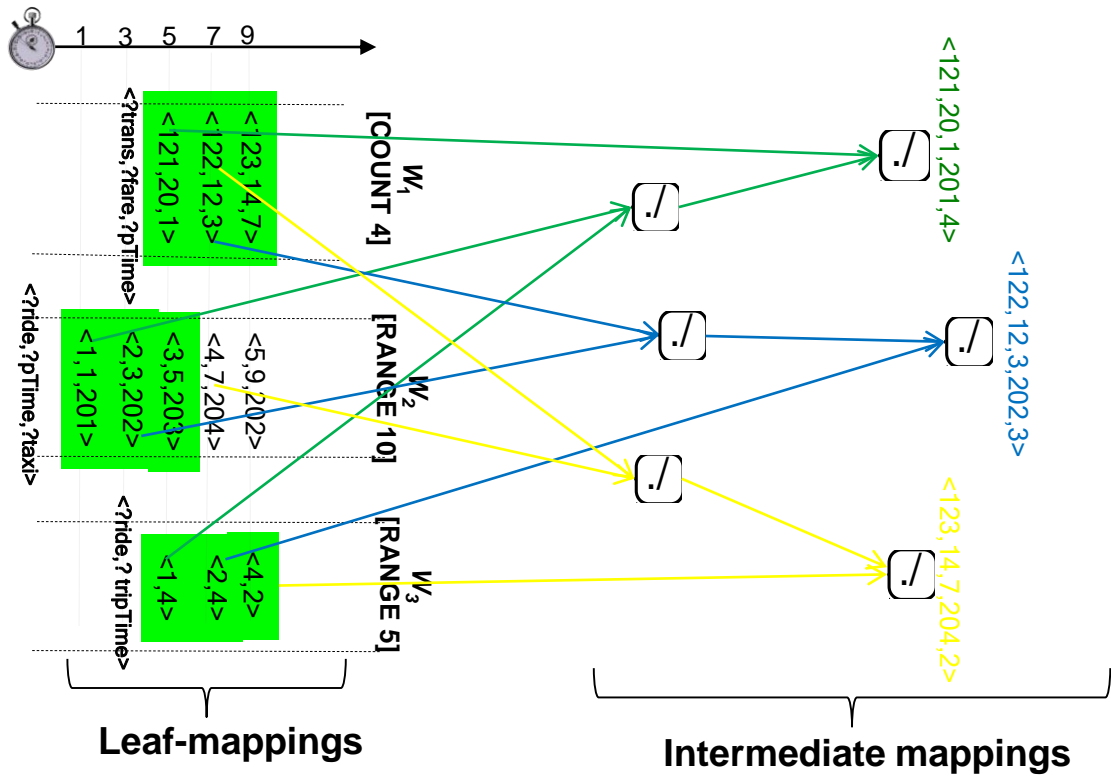 1 3 5 7 9
W1
[COUNT 4]
<123,14,7>
<122,12,3>
<121,20,1>
<?trans,?fare,?pTime>
W2
[RANGE 10]
<5,9,202>
<4,7,204>
<3,5,203>
<2,3,202>
<1,1,201>
<?ride,?pTime,?taxi>
W3
[RANGE 5]
<4,2>
<2,4>
<1,4>
<?ride,? tripTime>
./
./
./
./
./
./
<121,20,1,201,4>
<122,12,3,202,3>
<123,14,7,204,2>
Leaf-mappings
Intermediate mappings